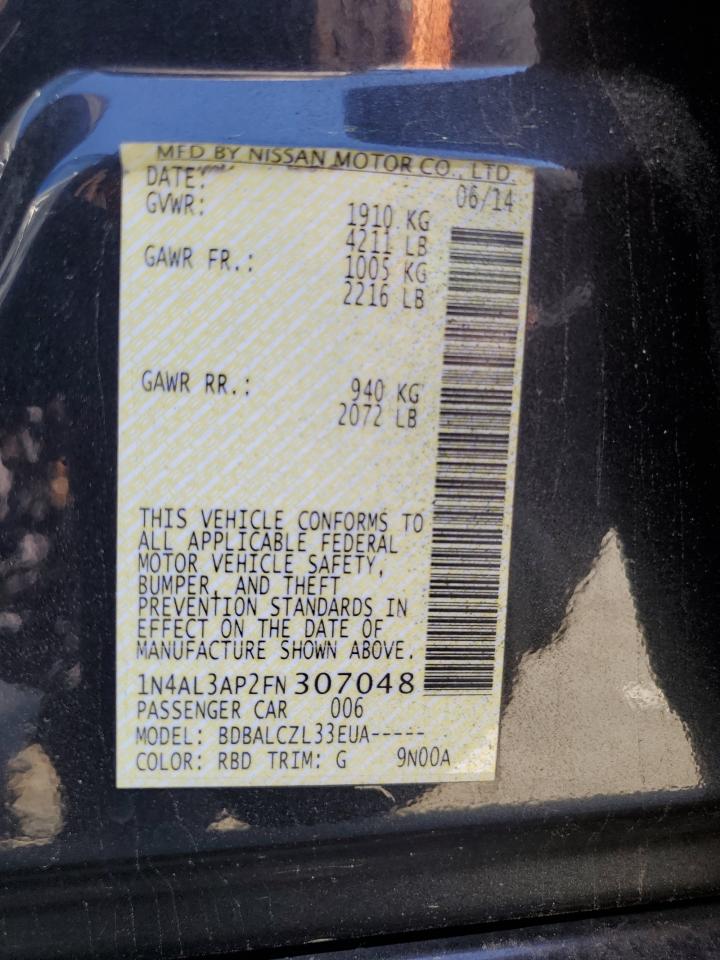 MFD BY NISSAN MOTOR CO., LTD.
DATE: 06/14
GVWR: 1910 KG
4211 LB
GAWR FR.: 1005 KG
2216 LB
GAWR RR.: 940 KG
2072 LB
THIS VEHICLE CONFORMS TO
ALL APPLICABLE FEDERAL
MOTOR VEHICLE SAFETY,
BUMPER, AND THEFT
PREVENTION STANDARDS IN
EFFECT ON THE DATE OF
MANUFACTURE SHOWN ABOVE.
1N4AL3AP2FN307048
PASSENGER CAR 006
MODEL: BDBALCZL33EUA-----
COLOR: RBD TRIM: G 9N00A